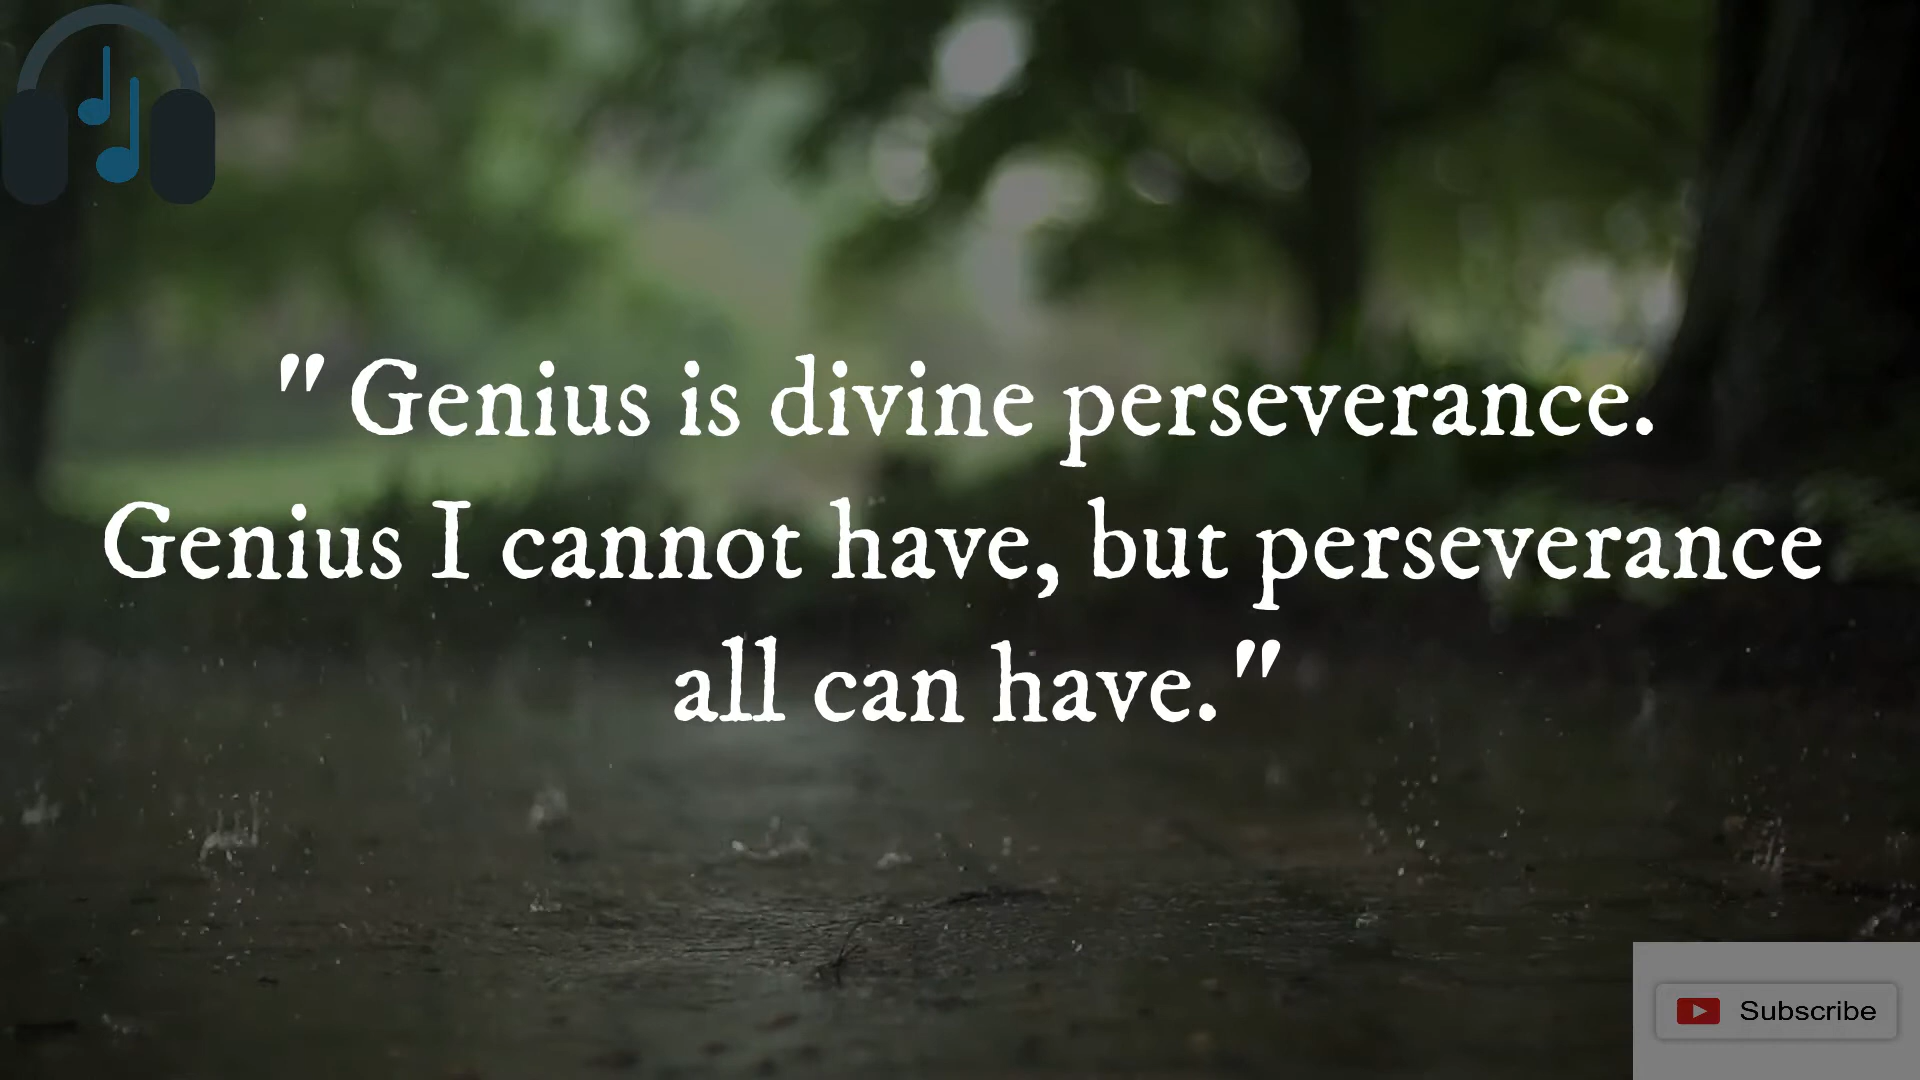 " Genius is divine perseverance.
Genius I cannot have, but perseverance
all can have. "
Subscribe